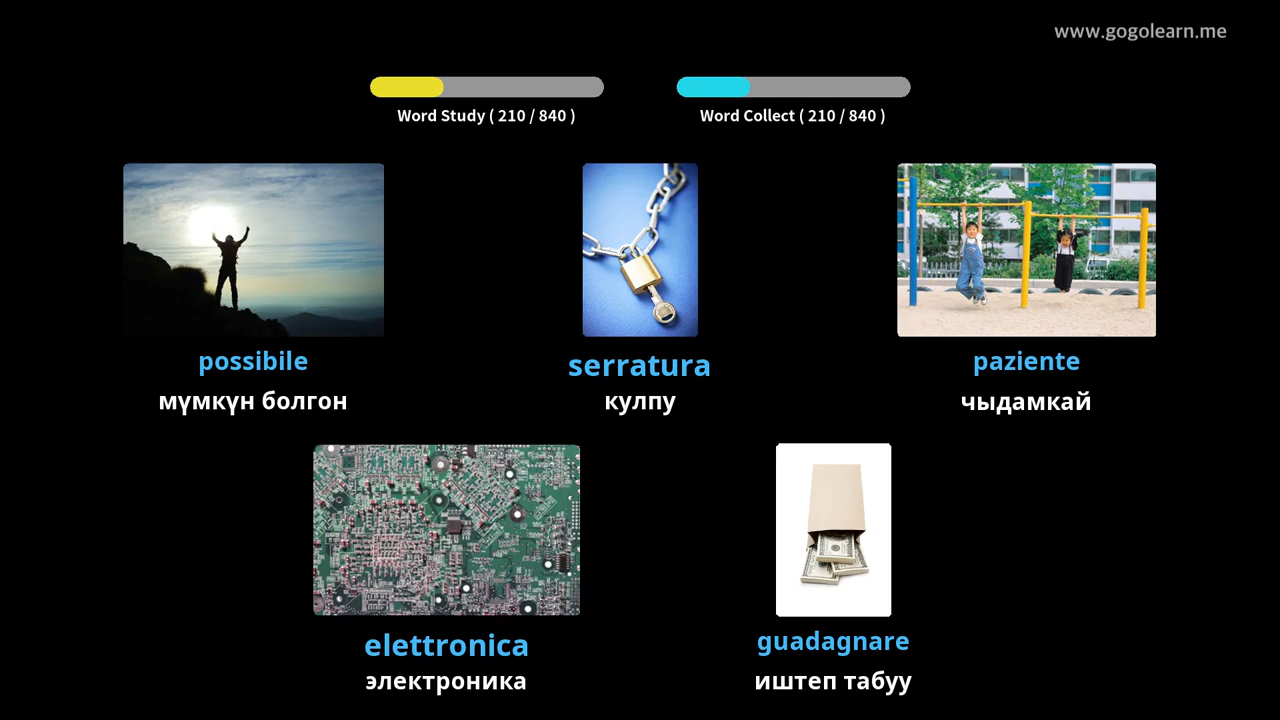 www.gogolearn.me
Word Study ( 210 / 840 )
Word Collect ( 210 / 840 )
possibile
мүмкүн болгон
serratura
кулпу
paziente
чыдамкай
elettronica
электроника
guadagnare
иштеп табуу